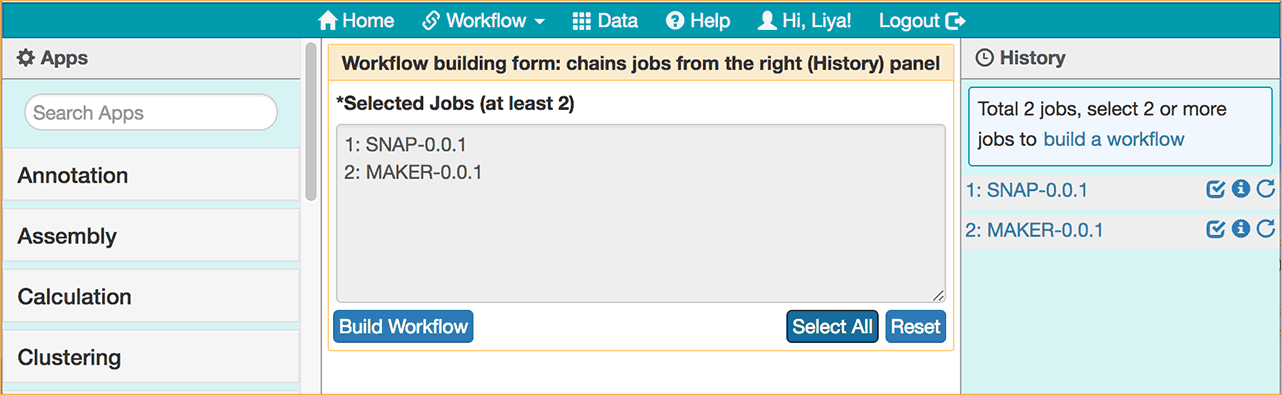 Home Workflow Data Help Hi, Liya! Logout
Apps
Search Apps
Annotation
Assembly
Calculation
Clustering
Workflow building form: chains jobs from the right (History) panel
*Selected Jobs (at least 2)
1: SNAP-0.0.1
2: MAKER-0.0.1
Build Workflow Select All Reset
History
Total 2 jobs, select 2 or more
jobs to build a workflow
1: SNAP-0.0.1
2: MAKER-0.0.1